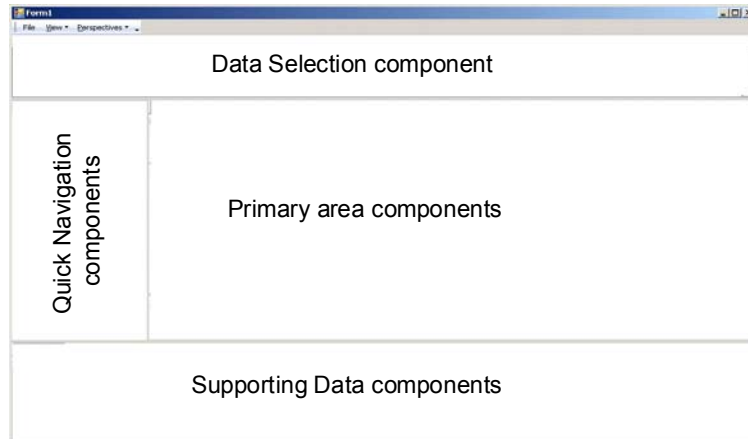 Form1
File View Perspectives
Data Selection component
Quick Navigation
components
Primary area components
Supporting Data components